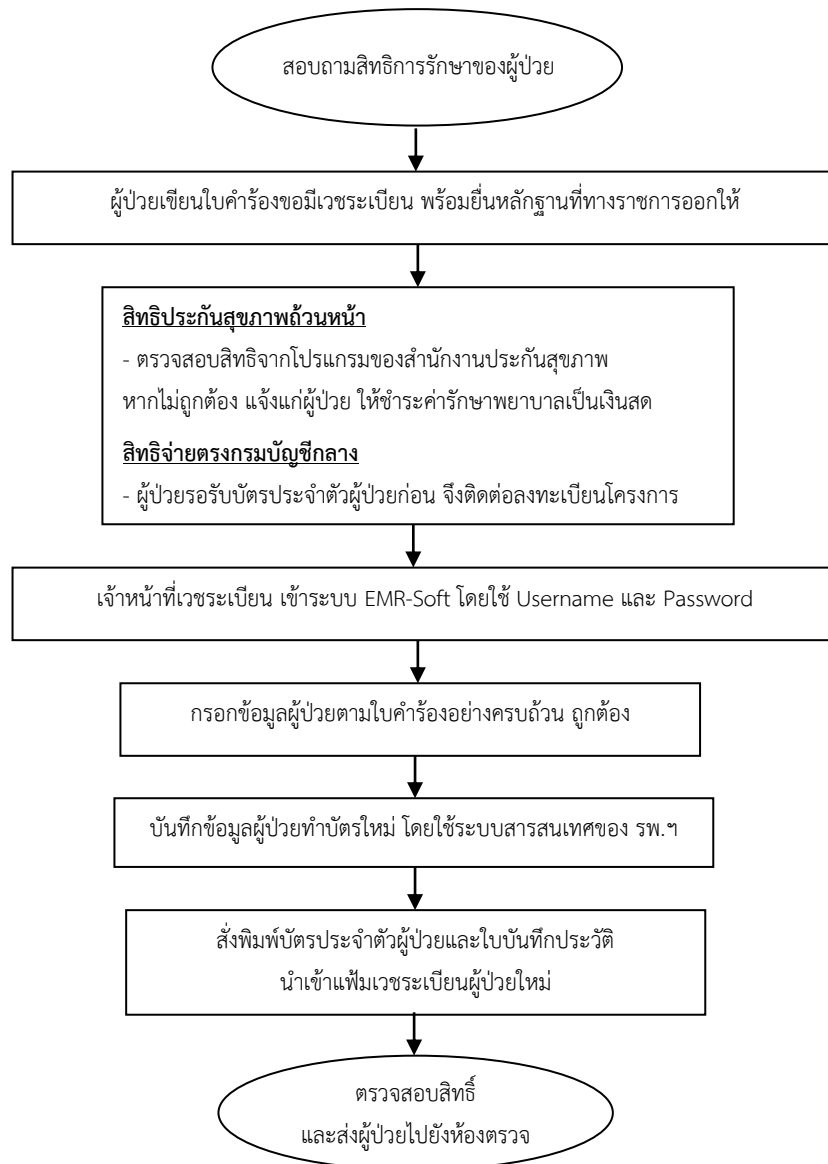 สอบถามสิทธิการรักษาของผู้ป่วย
ผู้ป่วยเขียนใบคำร้องขอมีเวชระเบียน พร้อมยื่นหลักฐานที่ทางราชการออกให้
สิทธิประกันสุขภาพถ้วนหน้า
- ตรวจสอบสิทธิจากโปรแกรมของสำนักงานประกันสุขภาพ
หากไม่ถูกต้อง แจ้งแก่ผู้ป่วย ให้ชำระค่ารักษาพยาบาลเป็นเงินสด
สิทธิจ่ายตรงกรมบัญชีกลาง
- ผู้ป่วยรอรับบัตรประจำตัวผู้ป่วยก่อน จึงติดต่อลงทะเบียนโครงการ
เจ้าหน้าที่เวชระเบียน เข้าระบบ EMR-Soft โดยใช้ Username และ Password
กรอกข้อมูลผู้ป่วยตามใบคำร้องอย่างครบถ้วน ถูกต้อง
บันทึกข้อมูลผู้ป่วยทำบัตรใหม่ โดยใช้ระบบสารสนเทศของ รพ.ฯ
สั่งพิมพ์บัตรประจำตัวผู้ป่วยและใบบันทึกประวัติ
นำเข้าแฟ้มเวชระเบียนผู้ป่วยใหม่
ตรวจสอบสิทธิ์
และส่งผู้ป่วยไปยังห้องตรวจ